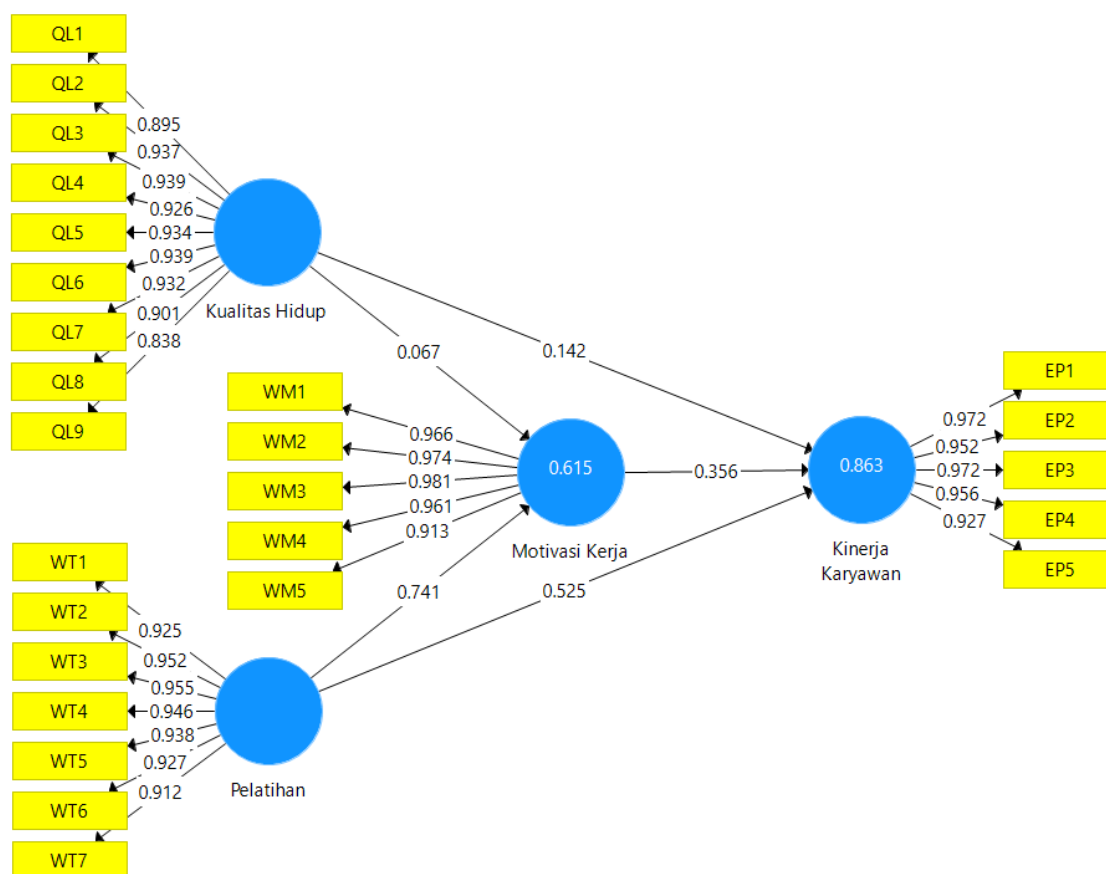 QL1
QL2
QL3
QL4
QL5
QL6
QL7
QL8
QL9
0.895
0.937
0.939
0.926
0.934
0.939
0.932
0.901
0.838
Kualitas Hidup
0.067
0.142
WM1
WM2
WM3
WM4
WM5
0.966
0.974
0.981
0.961
0.913
0.615
Motivasi Kerja
0.356
0.741
0.525
0.863
Kinerja
Karyawan
0.972
0.952
0.972
0.956
0.927
EP1
EP2
EP3
EP4
EP5
WT1
WT2
WT3
WT4
WT5
WT6
WT7
0.925
0.952
0.955
0.946
0.938
0.927
0.912
Pelatihan